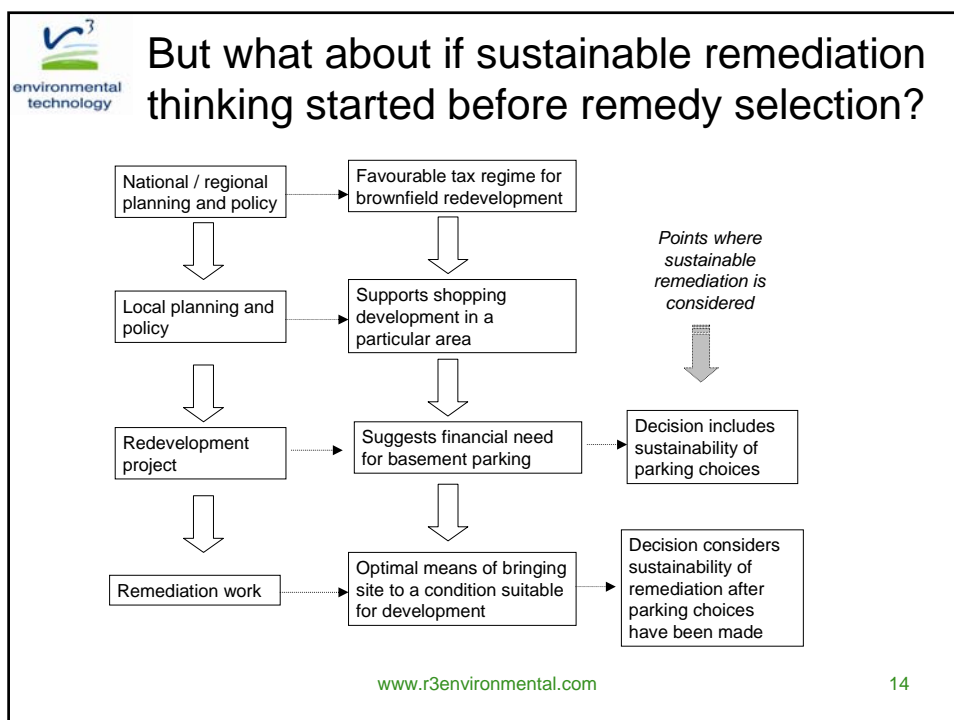 r3
environmental
technology
But what about if sustainable remediation
thinking started before remedy selection?
National / regional
planning and policy
Favourable tax regime for
brownfield redevelopment
Points where
sustainable
remediation is
considered
Local planning and
policy
Supports shopping
development in a
particular area
Redevelopment
project
Suggests financial need
for basement parking
Decision includes
sustainability of
parking choices
Remediation work
Optimal means of bringing
site to a condition suitable
for development
Decision considers
sustainability of
remediation after
parking choices
have been made
www.r3environmental.com
14